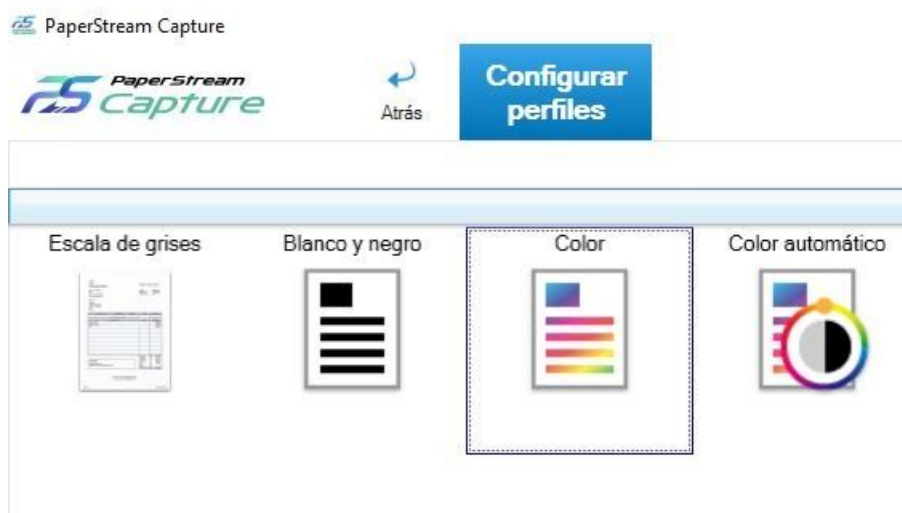 PaperStream Capture
PaperStream
Capture
Atrás
Configurar
perfiles
Escala de grises
Blanco y negro
Color
Color automático